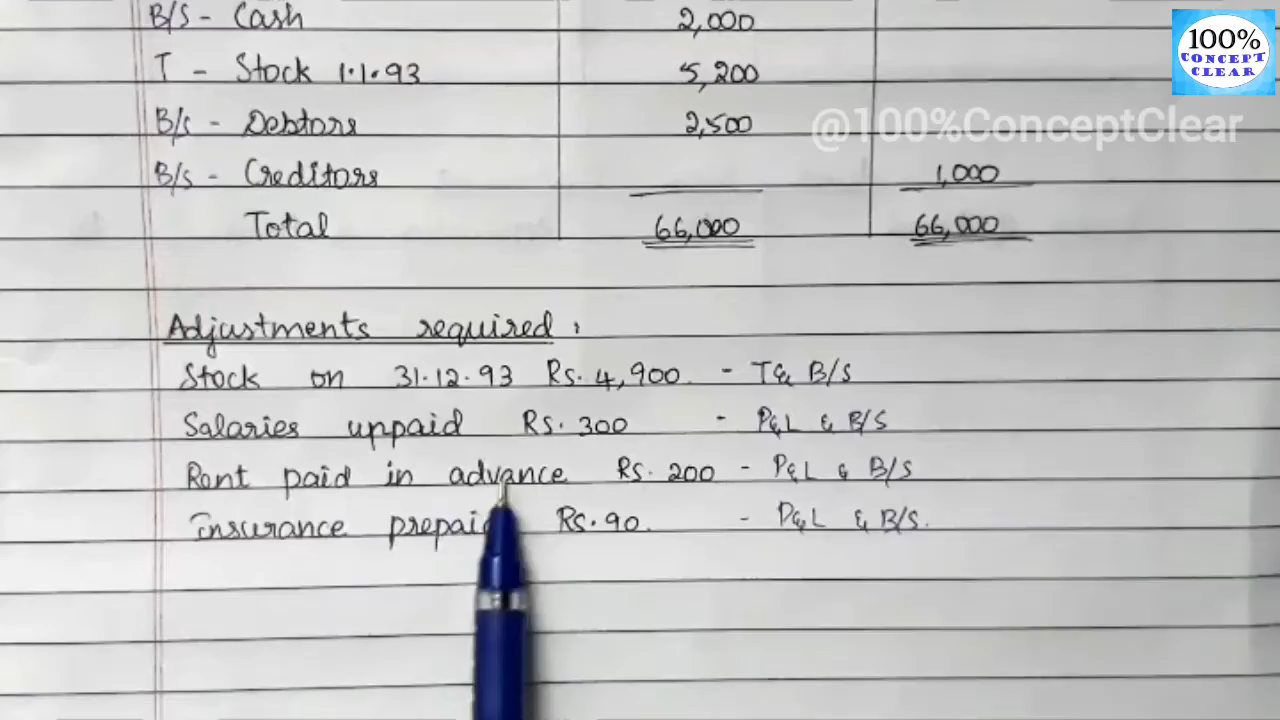 B/S - Cash 2,000
T - Stock 1.1.93 5,200
B/S - Debtors 2,500
B/S - Creditors 1,000
Total 66,000 66,000
Adjustments required :
Stock on 31.12.93 Rs. 4,900 - T & B/S
Salaries unpaid Rs. 300 - P&L & B/S
Rent paid in advance Rs. 200 - P&L & B/S
Insurance prepaid Rs. 90. - P&L & B/S.
100%
CONCEPT
CLEAR
@100%ConceptClear